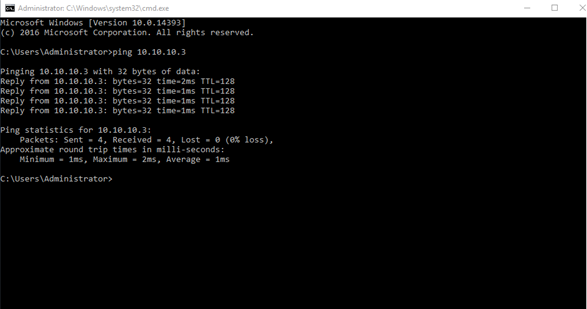 Administrator: C:\Windows\system32\cmd.exe
Microsoft Windows [Version 10.0.14393]
(c) 2016 Microsoft Corporation. All rights reserved.
C:\Users\Administrator>ping 10.10.10.3
Pinging 10.10.10.3 with 32 bytes of data:
Reply from 10.10.10.3: bytes=32 time=2ms TTL=128
Reply from 10.10.10.3: bytes=32 time=1ms TTL=128
Reply from 10.10.10.3: bytes=32 time=1ms TTL=128
Reply from 10.10.10.3: bytes=32 time=1ms TTL=128
Ping statistics for 10.10.10.3:
Packets: Sent = 4, Received = 4, Lost = 0 (0% loss),
Approximate round trip times in milli-seconds:
Minimum = 1ms, Maximum = 2ms, Average = 1ms
C:\Users\Administrator>